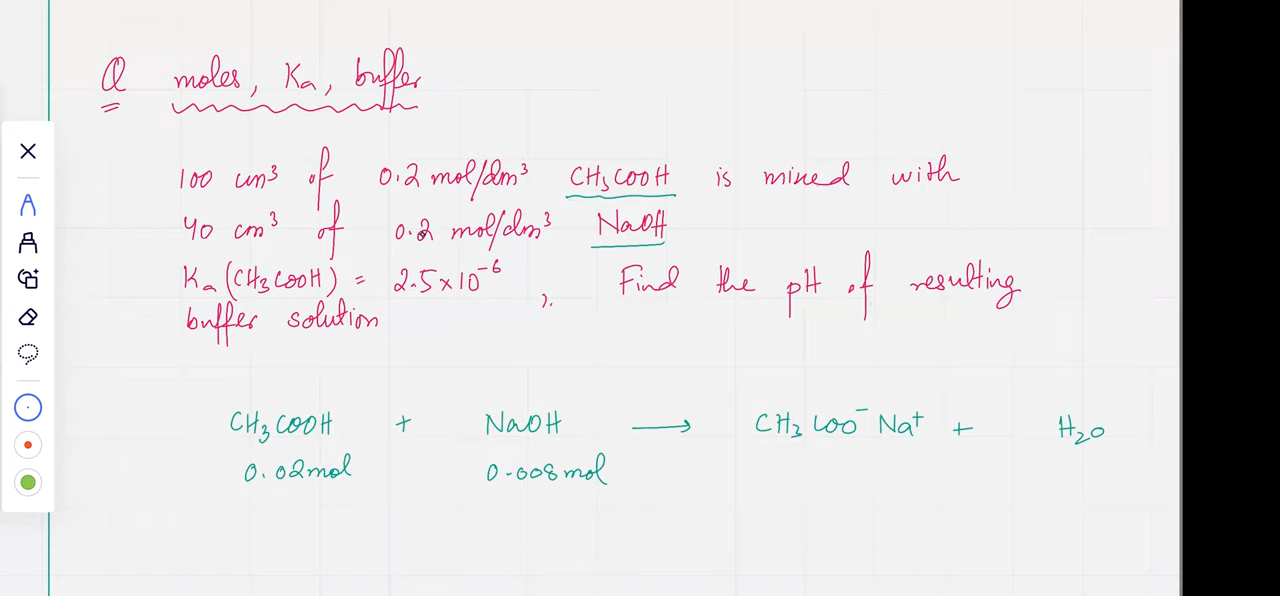 Q moles, Ka, buffer
100 cm³ of 0.2 mol/dm³ CH₃COOH is mixed with
40 cm³ of 0.2 mol/dm³ NaOH
Ka (CH₃COOH) = 2.5×10⁻⁶ ). Find the pH of resulting
buffer solution
CH₃COOH + NaOH → CH₃COO⁻ Na⁺ + H₂O
0.02mol 0.008mol